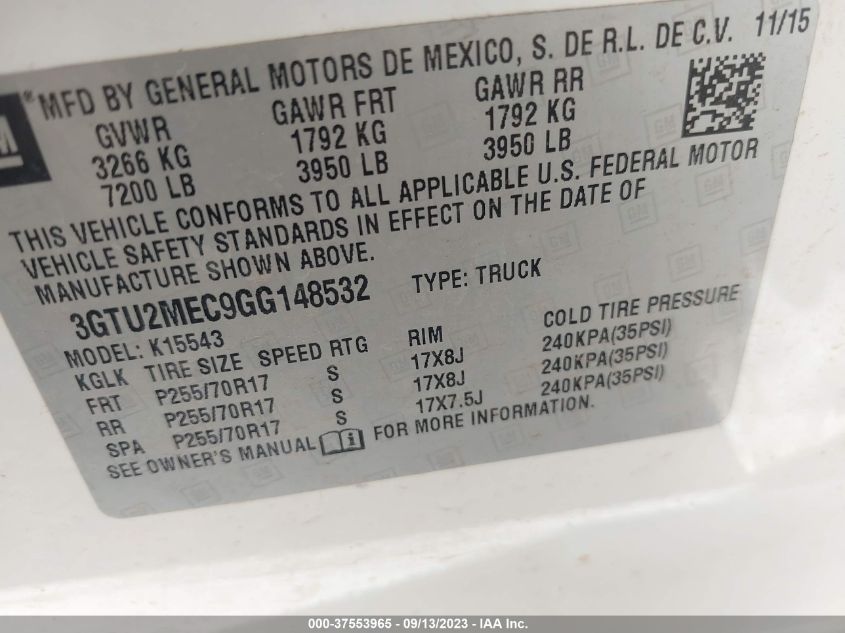 MFD BY GENERAL MOTORS DE MEXICO, S. DE R.L. DE C.V. 11/15
GM ®
GVWR GAWR FRT GAWR RR
3266 KG 1792 KG 1792 KG
7200 LB 3950 LB 3950 LB
THIS VEHICLE CONFORMS TO ALL APPLICABLE U.S. FEDERAL MOTOR
VEHICLE SAFETY STANDARDS IN EFFECT ON THE DATE OF
MANUFACTURE SHOWN ABOVE.
3GTU2MEC9GG148532 TYPE: TRUCK
MODEL: K15543
KGLK TIRE SIZE SPEED RTG RIM COLD TIRE PRESSURE
FRT P255/70R17 S 17X8J 240KPA(35PSI)
RR P255/70R17 S 17X8J 240KPA(35PSI)
SPA P255/70R17 S 17X7.5J 240KPA(35PSI)
SEE OWNER'S MANUAL FOR MORE INFORMATION.
000-37553965 - 09/13/2023 - IAA Inc.